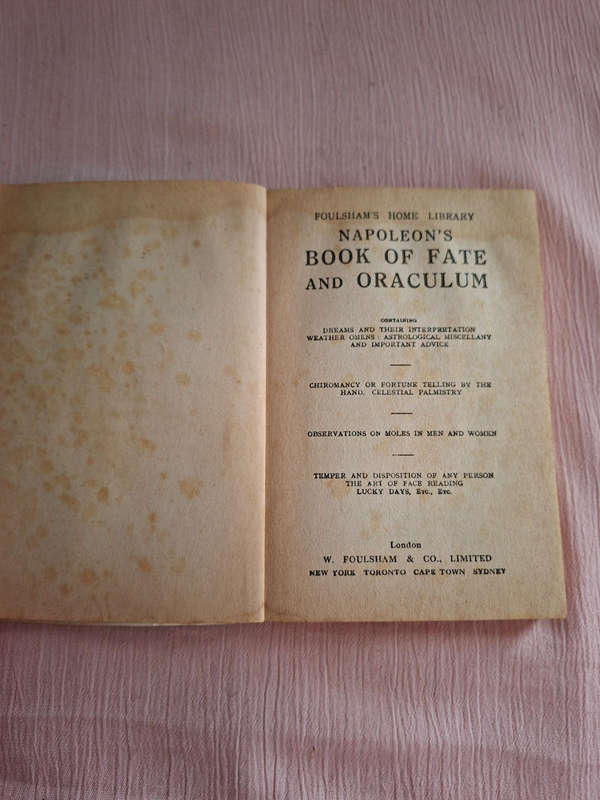 FOULSHAM'S HOME LIBRARY
NAPOLEON'S
BOOK OF FATE
AND ORACULUM
CONTAINING
DREAMS AND THEIR INTERPRETATION
WEATHER OMENS: ASTROLOGICAL MISCELLANY
AND IMPORTANT ADVICE
CHIROMANCY OR FORTUNE TELLING BY THE
HAND. CELESTIAL PALMISTRY
OBSERVATIONS ON MOLES IN MEN AND WOMEN
TEMPER AND DISPOSITION OF ANY PERSON
THE ART OF FACE READING
LUCKY DAYS, Etc., Etc.
London
W. FOULSHAM & CO., LIMITED
NEW YORK TORONTO CAPE TOWN SYDNEY